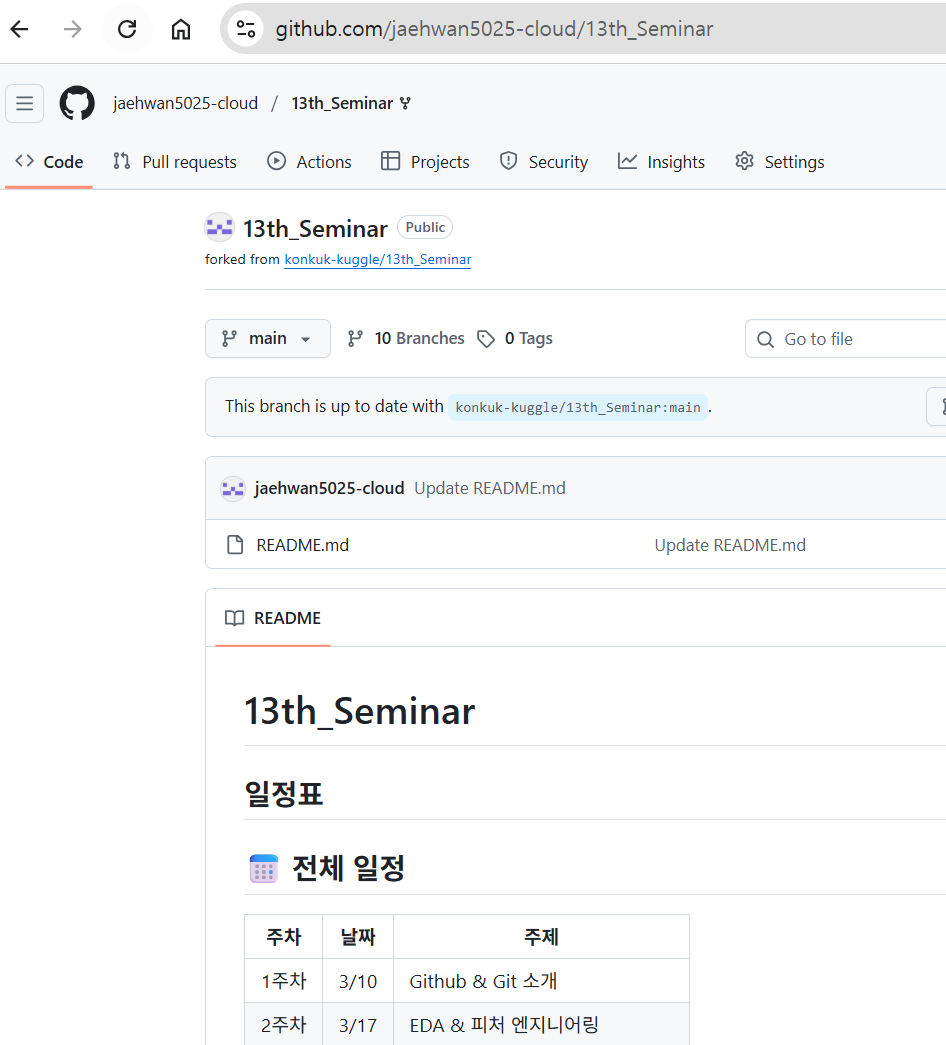 github.com/jaehwan5025-cloud/13th_Seminar
jaehwan5025-cloud / 13th_Seminar
Code Pull requests Actions Projects Security Insights Settings
13th_Seminar Public
forked from konkuk-kuggle/13th_Seminar
main 10 Branches 0 Tags Go to file
This branch is up to date with konkuk-kuggle/13th_Seminar:main .
jaehwan5025-cloud Update README.md
README.md Update README.md
README
13th_Seminar
일정표
전체 일정
주차 날짜 주제
1주차 3/10 Github & Git 소개
2주차 3/17 EDA & 피처 엔지니어링